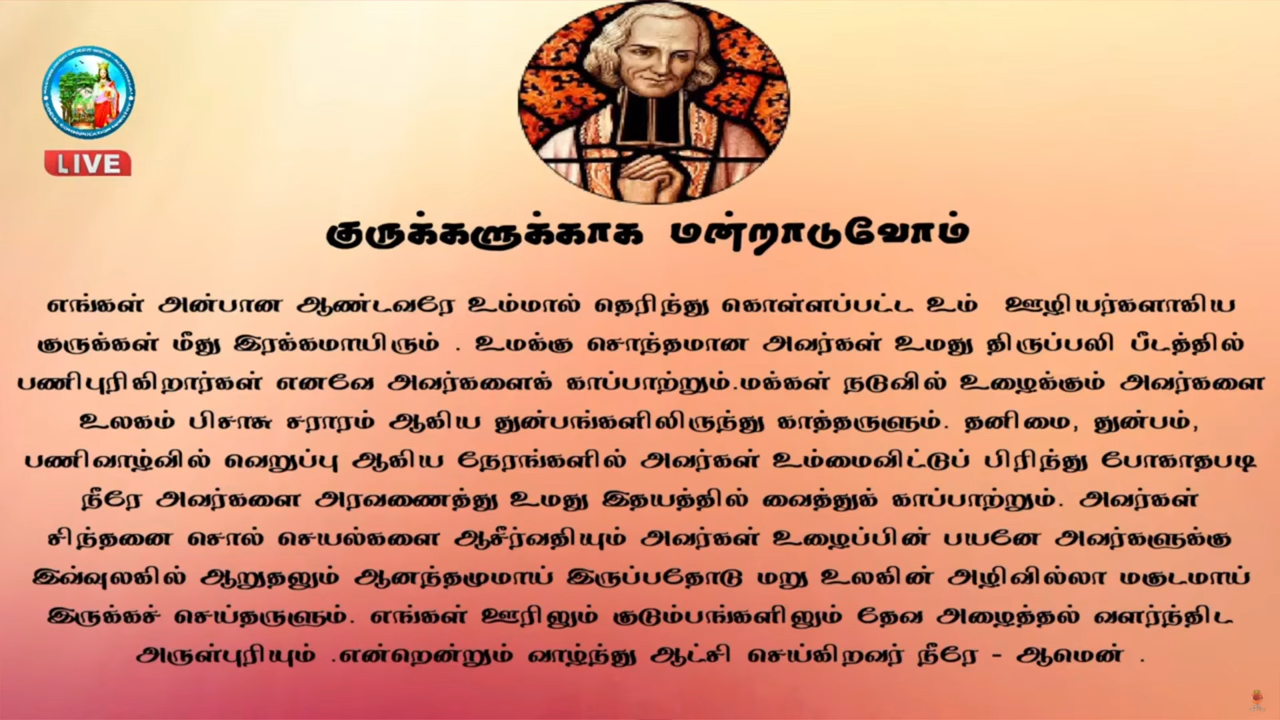 LIVE
குருக்களுக்காக மன்றாடுவோம்
எங்கள் அன்பான ஆண்டவரே உம்மால் தெரிந்து கொள்ளப்பட்ட உம் ஊழியர்களாகிய
குருக்கள் மீது இரக்கமாயிரும் . உமக்கு சொந்தமான அவர்கள் உமது திருப்பலி பீடத்தில்
பணிபுரிகிறார்கள் எனவே அவர்களைக் காப்பாற்றும்.மக்கள் நடுவில் உழைக்கும் அவர்களை
உலகம் பிசாசு சராரம் ஆகிய துன்பங்களிலிருந்து காத்தருளும். தனிமை, துன்பம்,
பணிவாழ்வில் வெறுப்பு ஆகிய நேரங்களில் அவர்கள் உம்மைவிட்டுப் பிரிந்து போகாதபடி
நீரே அவர்களை அரவணைத்து உமது இதயத்தில் வைத்துக் காப்பாற்றும். அவர்கள்
சிந்தனை சொல் செயல்களை ஆசீர்வதியும் அவர்கள் உழைப்பின் பயனே அவர்களுக்கு
இவ்வுலகில் ஆறுதலும் ஆனந்தமுமாய் இருப்பதோடு மறு உலகின் அழிவில்லா மகுடமாய்
இருக்கச் செய்தருளும். எங்கள் ஊரிலும் குடும்பங்களிலும் தேவ அழைத்தல் வளர்ந்திட
அருள்புரியும் .என்றென்றும் வாழ்ந்து ஆட்சி செய்கிறவர் நீரே - ஆமென் .